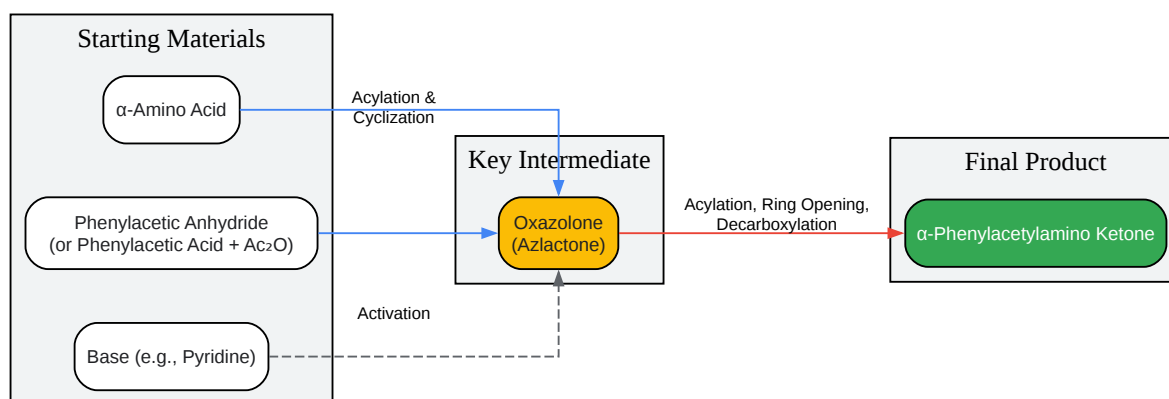 Starting Materials
α-Amino Acid
Phenylacetic Anhydride
(or Phenylacetic Acid + Ac₂O)
Base (e.g., Pyridine)
Acylation &
Cyclization
Activation
Key Intermediate
Oxazolone
(Azlactone)
Acylation, Ring Opening,
Decarboxylation
Final Product
α-Phenylacetylamino Ketone